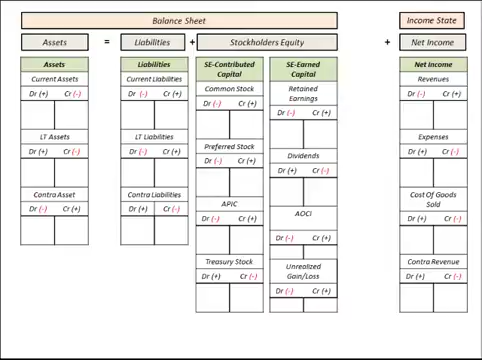 Balance Sheet
Income State
Assets = Liabilities + Stockholders Equity + Net Income
Assets
Current Assets
Dr (+) Cr (-)
LT Assets
Dr (+) Cr (-)
Contra Asset
Dr (-) Cr (+)
Liabilities
Current Liabilities
Dr (-) Cr (+)
LT Liabilities
Dr (-) Cr (+)
Contra Liabilities
Dr (+) Cr (-)
SE-Contributed
Capital
Common Stock
Dr (-) Cr (+)
Preferred Stock
Dr (-) Cr (+)
APIC
Dr (-) Cr (+)
Treasury Stock
Dr (+) Cr (-)
SE-Earned
Capital
Retained
Earnings
Dr (-) Cr (+)
Dividends
Dr (+) Cr (-)
AOCI
Dr (-) Cr (+)
Unrealized
Gain/Loss
Dr (-) Cr (+)
Net Income
Revenues
Dr (-) Cr (+)
Expenses
Dr (+) Cr (-)
Cost Of Goods
Sold
Dr (+) Cr (-)
Contra Revenue
Dr (+) Cr (-)